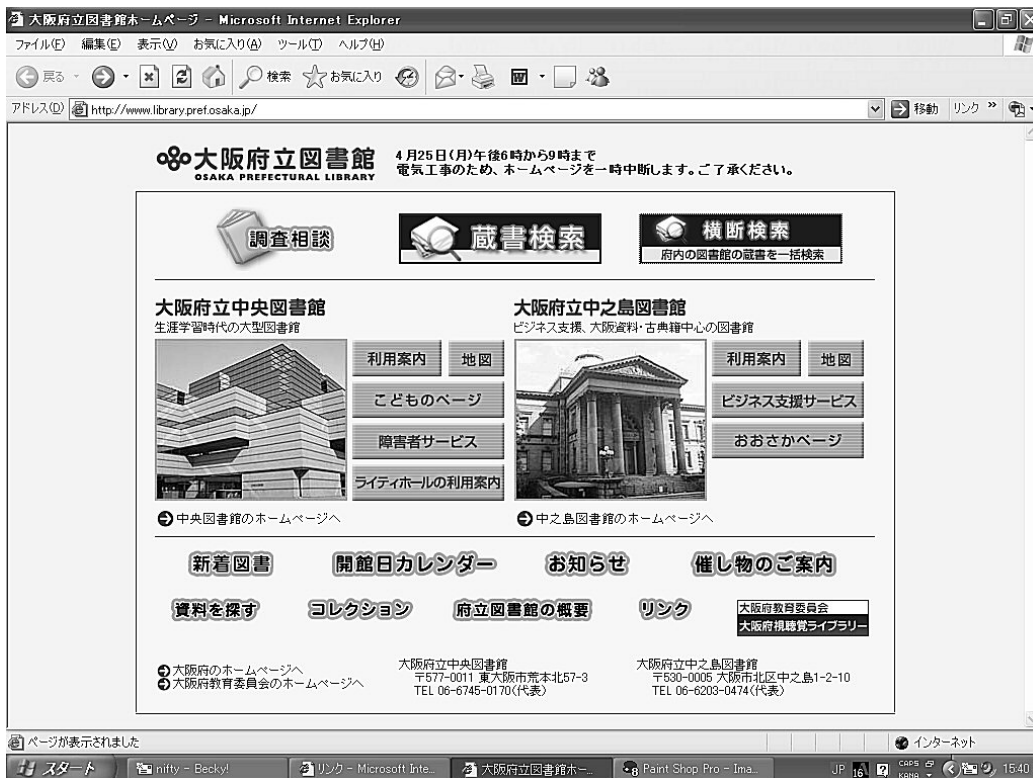 大阪府立図書館ホームページ - Microsoft Internet Explorer
ファイル(F) 編集(E) 表示(V) お気に入り(A) ツール(T) ヘルプ(H)
戻る 検索 お気に入り
アドレス(D) http://www.library.pref.osaka.jp/ 移動 リンク »
大阪府立図書館
OSAKA PREFECTURAL LIBRARY
4月25日(月)午後6時から9時まで
電気工事のため、ホームページを一時中断します。ご了承ください。
調査相談 蔵書検索 横断検索
府内の図書館の蔵書を一括検索
大阪府立中央図書館
生涯学習時代の大型図書館
利用案内 地図
こどものページ
障害者サービス
ライティホールの利用案内
中央図書館のホームページへ
大阪府立中之島図書館
ビジネス支援、大阪資料・古典籍中心の図書館
利用案内 地図
ビジネス支援サービス
おおさかページ
中之島図書館のホームページへ
新着図書 開館日カレンダー お知らせ 催し物のご案内
資料を探す コレクション 府立図書館の概要 リンク
大阪府教育委員会
大阪府視聴覚ライブラリー
大阪府のホームページへ
大阪府教育委員会のホームページへ
大阪府立中央図書館
〒577-0011 東大阪市荒本北57-3
TEL 06-6745-0170(代表)
大阪府立中之島図書館
〒530-0005 大阪市北区中之島1-2-10
TEL 06-6203-0474(代表)
ページが表示されました インターネット
スタート nifty - Becky! リンク - Microsoft Inte... 大阪府立図書館ホー... Paint Shop Pro - Ima... JP 16 CAPS KANA 15:40